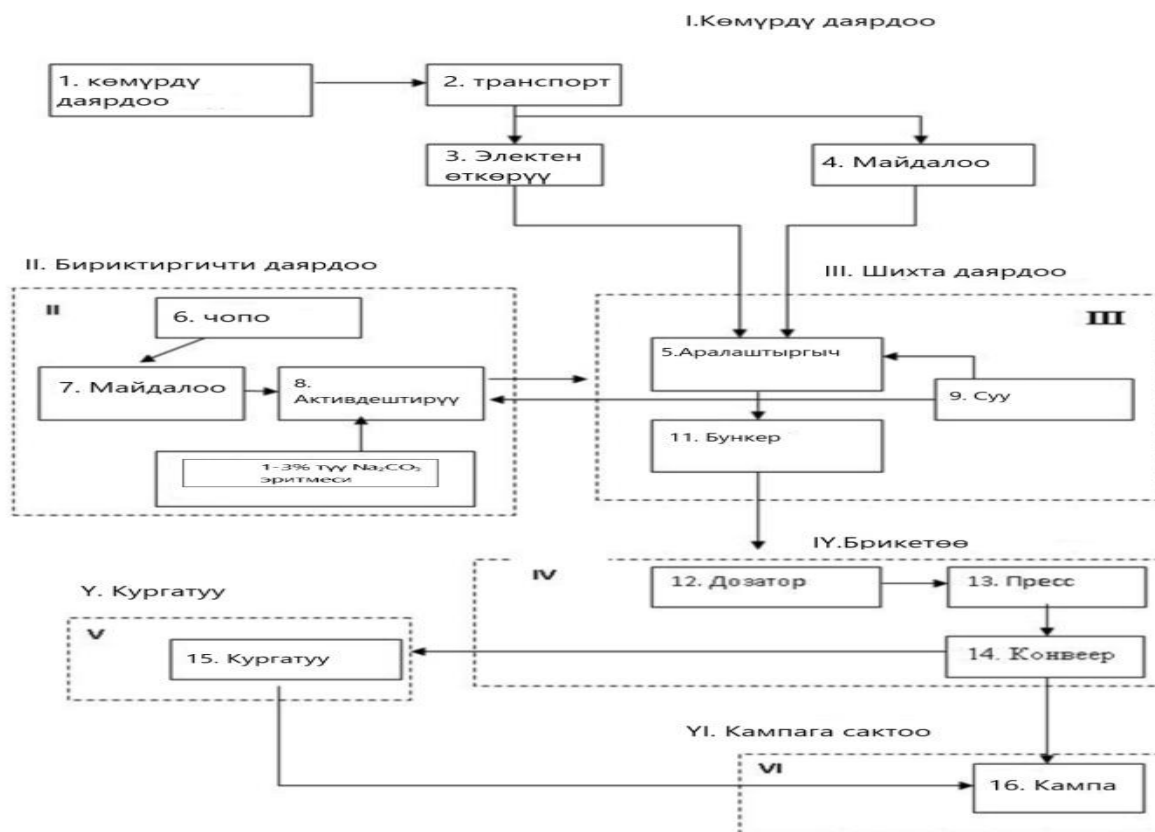 I.Көмүрдү даярдоо
1. көмүрдү
даярдоо
2. транспорт
3. Электен
өткөрүү
4. Майдалоо
II. Бириктиргичти даярдоо
III. Шихта даярдоо
II
6. чопо
7. Майдалоо
8.
Активдештирүү
1-3% түү Na₂CO₃
эритмеси
III
5.Аралаштыргыч
9. Суу
11. Бункер
IY.Брикетөө
IV
12. Дозатор
13. Пресс
14. Конвеер
Y. Кургатуу
V
15. Кургатуу
YI. Кампага сактоо
VI
16. Кампа